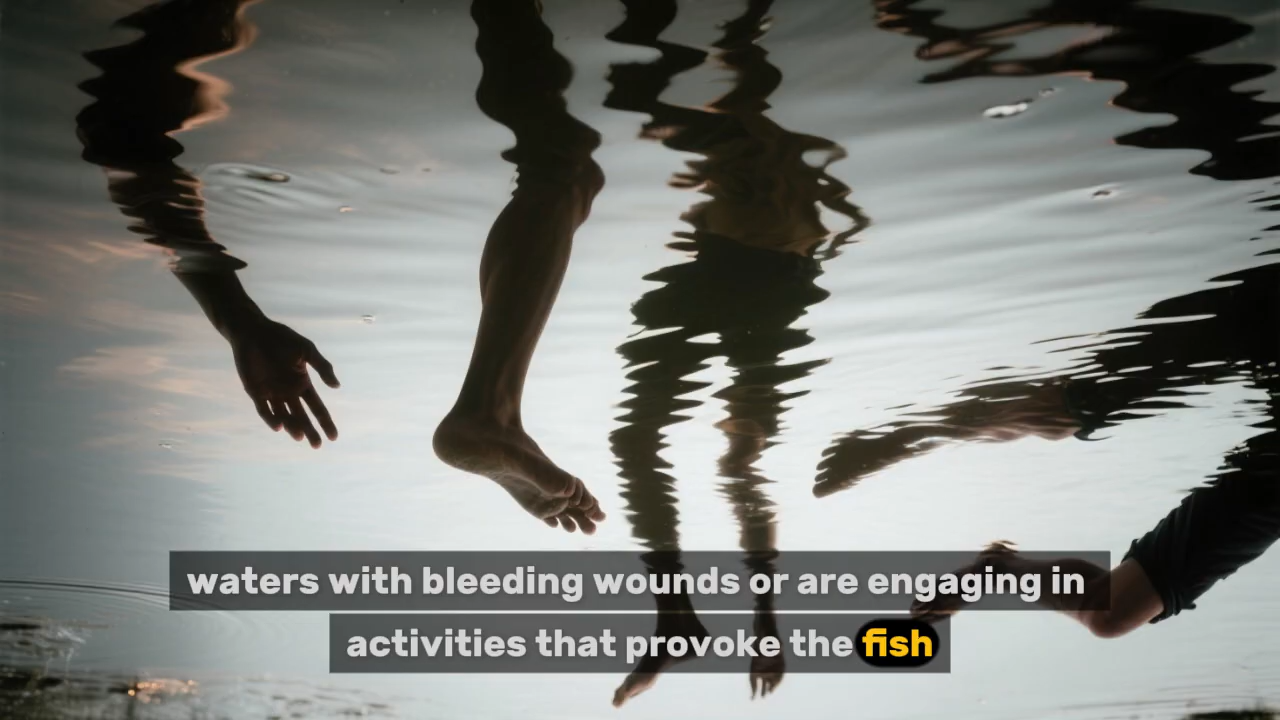 waters with bleeding wounds or are engaging in
activities that provoke the fish